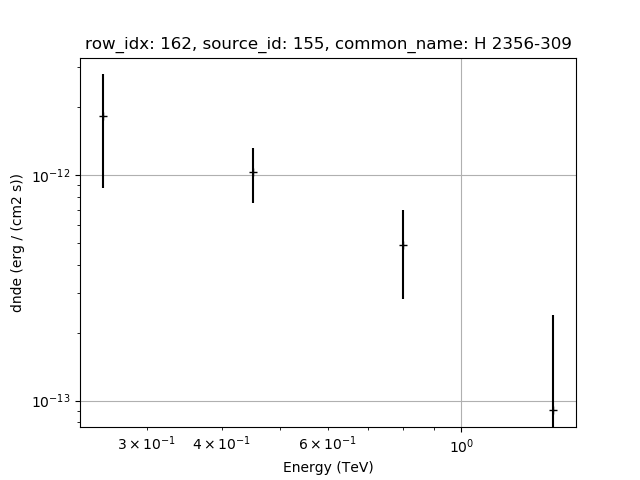 row_idx: 162, source_id: 155, common_name: H 2356-309
dnde (erg / (cm2 s))
10⁻¹²
10⁻¹³
3 × 10⁻¹ 4 × 10⁻¹ 6 × 10⁻¹ 10⁰
Energy (TeV)